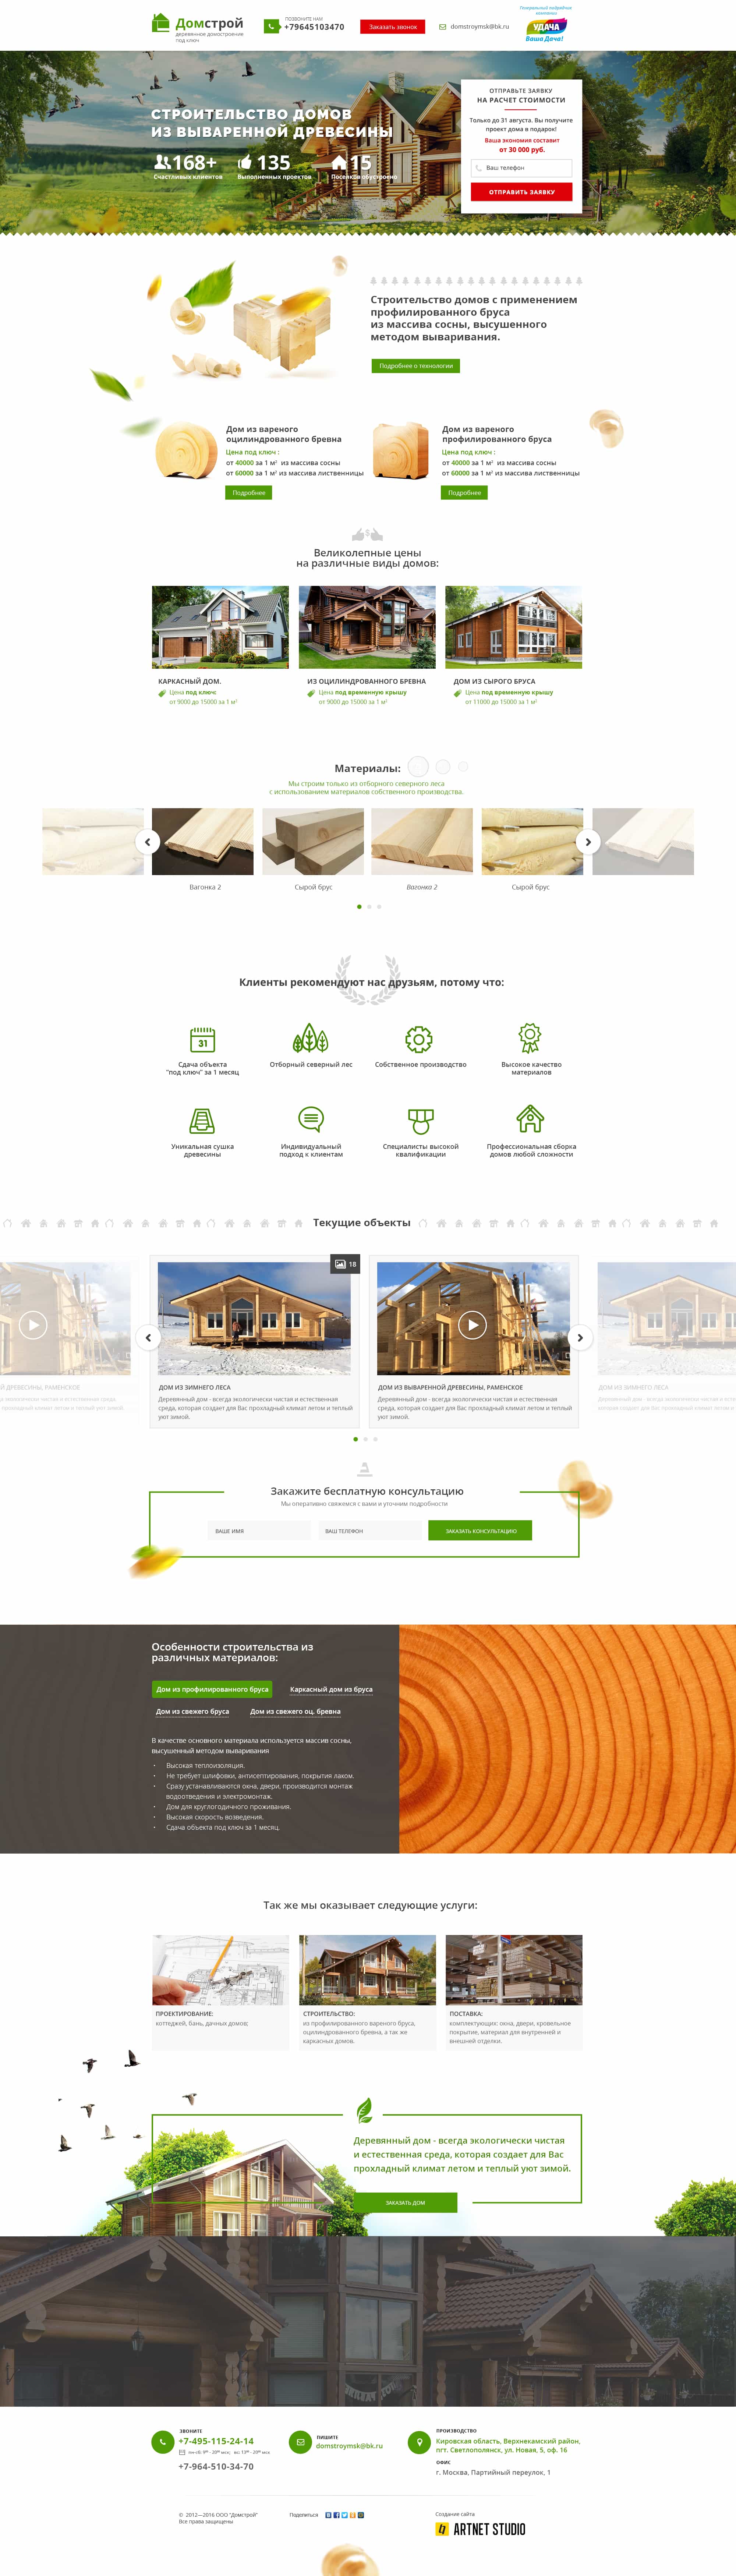 Домстрой
деревянное домостроение
под ключ
ПОЗВОНИТЕ НАМ
+79645103470
Заказать звонок
domstroymsk@bk.ru
Генеральный подрядчик
компании
УДАЧА
Ваша Дача!
СТРОИТЕЛЬСТВО ДОМОВ
ИЗ ВЫВАРЕННОЙ ДРЕВЕСИНЫ
168+
Счастливых клиентов
135
Выполненных проектов
15
Поселков обустроено
ОТПРАВЬТЕ ЗАЯВКУ
НА РАСЧЕТ СТОИМОСТИ
Только до 31 августа. Вы получите
проект дома в подарок!
Ваша экономия составит
от 30 000 руб.
Ваш телефон
ОТПРАВИТЬ ЗАЯВКУ
Строительство домов с применением
профилированного бруса
из массива сосны, высушенного
методом вываривания.
Подробнее о технологии
Дом из вареного
оцилиндрованного бревна
Цена под ключ :
от 40000 за 1 м² из массива сосны
от 60000 за 1 м² из массива лиственницы
Подробнее
Дом из вареного
профилированного бруса
Цена под ключ :
от 40000 за 1 м² из массива сосны
от 60000 за 1 м² из массива лиственницы
Подробнее
Великолепные цены
на различные виды домов:
КАРКАСНЫЙ ДОМ.
Цена под ключ:
от 9000 до 15000 за 1 м²
ИЗ ОЦИЛИНДРОВАННОГО БРЕВНА
Цена под временную крышу
от 9000 до 15000 за 1 м²
ДОМ ИЗ СЫРОГО БРУСА
Цена под временную крышу
от 11000 до 15000 за 1 м²
Материалы:
Мы строим только из отборного северного леса
с использованием материалов собственного производства.
Вагонка 2
Сырой брус
Вагонка 2
Сырой брус
Клиенты рекомендуют нас друзьям, потому что:
31
Сдача объекта
"под ключ" за 1 месяц
Отборный северный лес
Собственное производство
Высокое качество
материалов
Уникальная сушка
древесины
Индивидуальный
подход к клиентам
Специалисты высокой
квалификации
Профессиональная сборка
домов любой сложности
Текущие объекты
18
Й ДРЕВЕСИНЫ, РАМЕНСКОЕ
ДОМ ИЗ ЗИМНЕГО ЛЕСА
Деревянный дом - всегда экологически чистая и естественная
среда, которая создает для Вас прохладный климат летом и теплый
уют зимой.
ДОМ ИЗ ВЫВАРЕННОЙ ДРЕВЕСИНЫ, РАМЕНСКОЕ
Деревянный дом - всегда экологически чистая и естественная
среда, которая создает для Вас прохладный климат летом и теплый
уют зимой.
ДОМ ИЗ ЗИМНЕГО ЛЕСА
Закажите бесплатную консультацию
Мы оперативно свяжемся с вами и уточним подробности
ВАШЕ ИМЯ
ВАШ ТЕЛЕФОН
ЗАКАЗАТЬ КОНСУЛЬТАЦИЮ
Особенности строительства из
различных материалов:
Дом из профилированного бруса
Каркасный дом из бруса
Дом из свежего бруса
Дом из свежего оц. бревна
В качестве основного материала используется массив сосны,
высушенный методом вываривания
• Высокая теплоизоляция.
• Не требует шлифовки, антисептирования, покрытия лаком.
• Сразу устанавливаются окна, двери, производится монтаж
водоотведения и электромонтаж.
• Дом для круглогодичного проживания.
• Высокая скорость возведения.
• Сдача объекта под ключ за 1 месяц.
Так же мы оказывает следующие услуги:
ПРОЕКТИРОВАНИЕ:
коттеджей, бань, дачных домов;
СТРОИТЕЛЬСТВО:
из профилированного вареного бруса,
оцилиндрованного бревна, а так же
каркасных домов.
ПОСТАВКА:
комплектующих: окна, двери, кровельное
покрытие, материал для внутренней и
внешней отделки.
Деревянный дом - всегда экологически чистая
и естественная среда, которая создает для Вас
прохладный климат летом и теплый уют зимой.
ЗАКАЗАТЬ ДОМ
ЗВОНИТЕ
+7-495-115-24-14
пн-сб: 9⁰⁰ - 20⁰⁰ мск; вс: 13⁰⁰ - 20⁰⁰ мск
+7-964-510-34-70
ПИШИТЕ
domstroymsk@bk.ru
ПРОИЗВОДСТВО
Кировская область, Верхнекамский район,
пгт. Светлополянск, ул. Новая, 5, оф. 16
ОФИС
г. Москва, Партийный переулок, 1
© 2012—2016 ООО "Домстрой"
Все права защищены
Поделиться
Создание сайта
ARTNET STUDIO